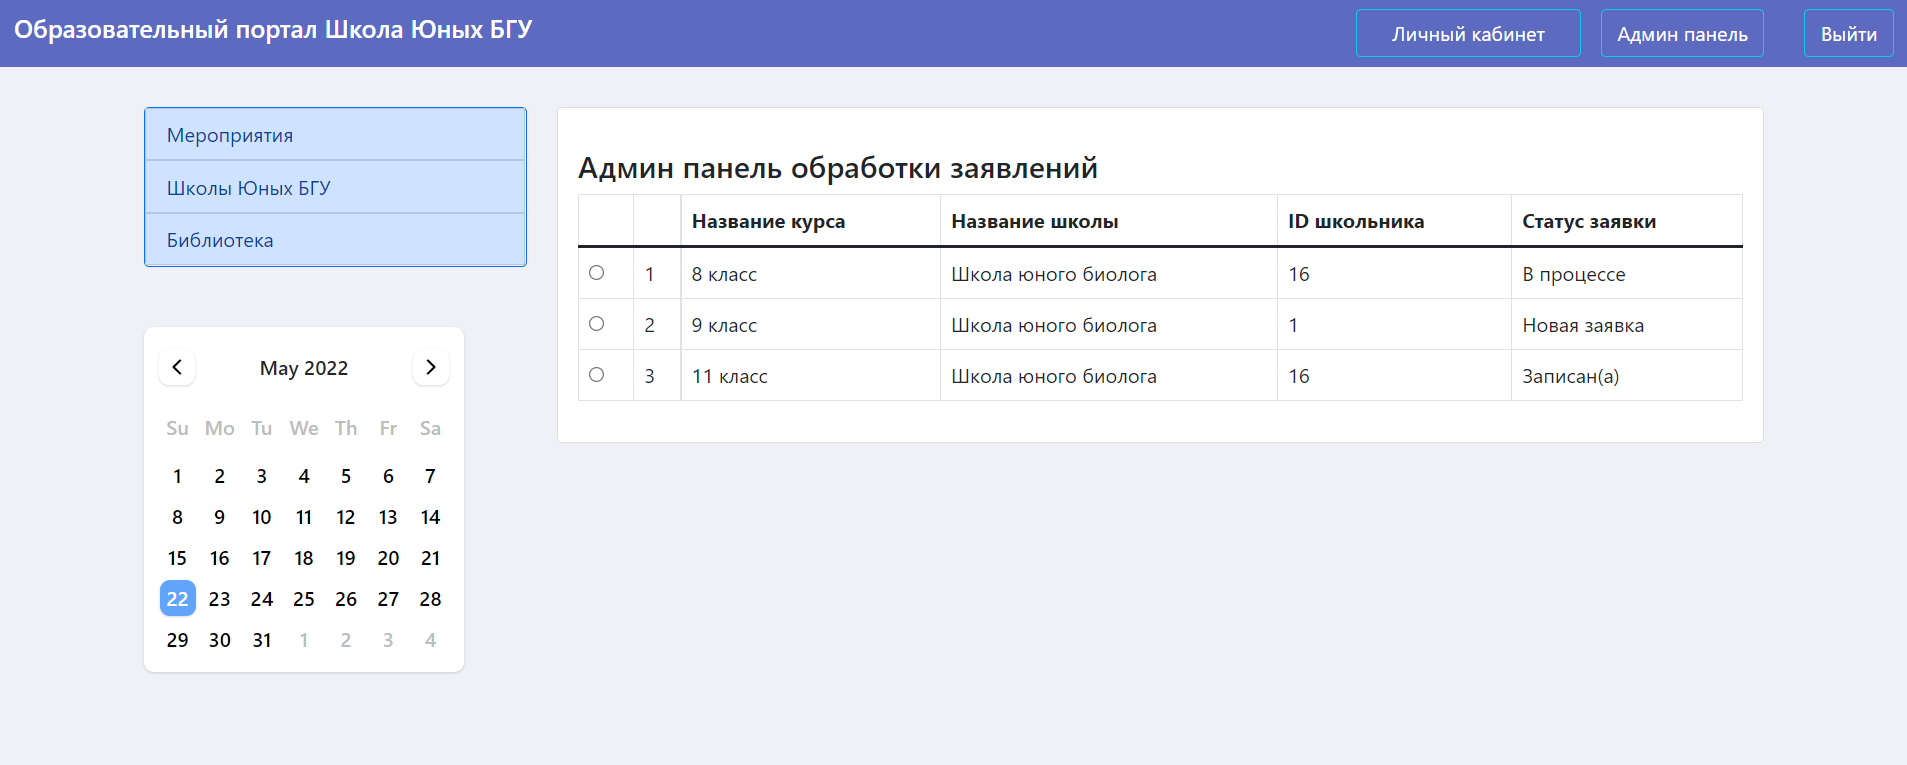 Образовательный портал Школа Юных БГУ
Личный кабинет
Админ панель
Выйти
Мероприятия
Школы Юных БГУ
Библиотека
May 2022
Su Mo Tu We Th Fr Sa
1 2 3 4 5 6 7
8 9 10 11 12 13 14
15 16 17 18 19 20 21
22 23 24 25 26 27 28
29 30 31 1 2 3 4
Админ панель обработки заявлений
Название курса Название школы ID школьника Статус заявки
1 8 класс Школа юного биолога 16 В процессе
2 9 класс Школа юного биолога 1 Новая заявка
3 11 класс Школа юного биолога 16 Записан(а)